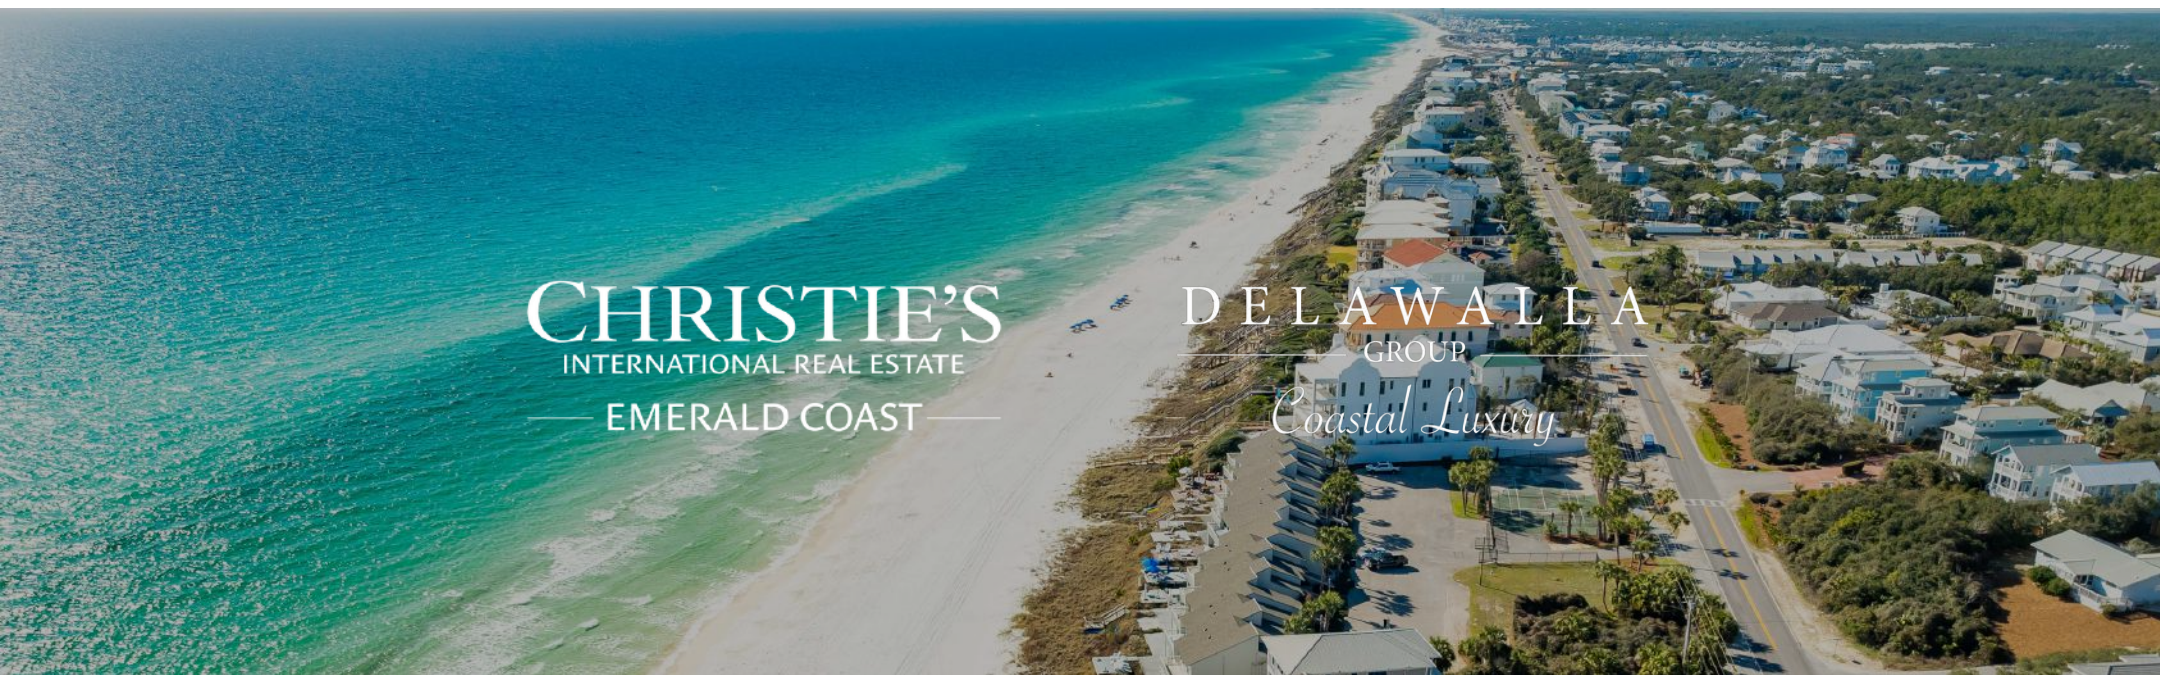 CHRISTIE'S
INTERNATIONAL REAL ESTATE
EMERALD COAST
DELAWALLA
GROUP
Coastal Luxury